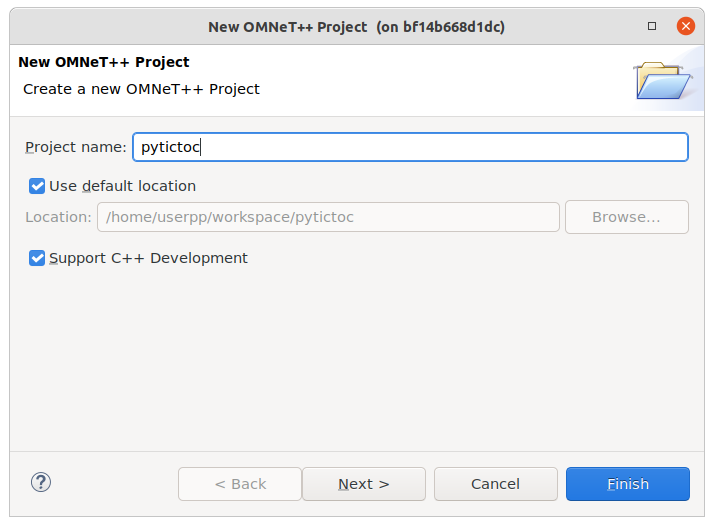 New OMNeT++ Project (on bf14b668d1dc)
New OMNeT++ Project
Create a new OMNeT++ Project
Project name: pytictoc
Use default location
Location: /home/userpp/workspace/pytictoc Browse...
Support C++ Development
? < Back Next > Cancel Finish